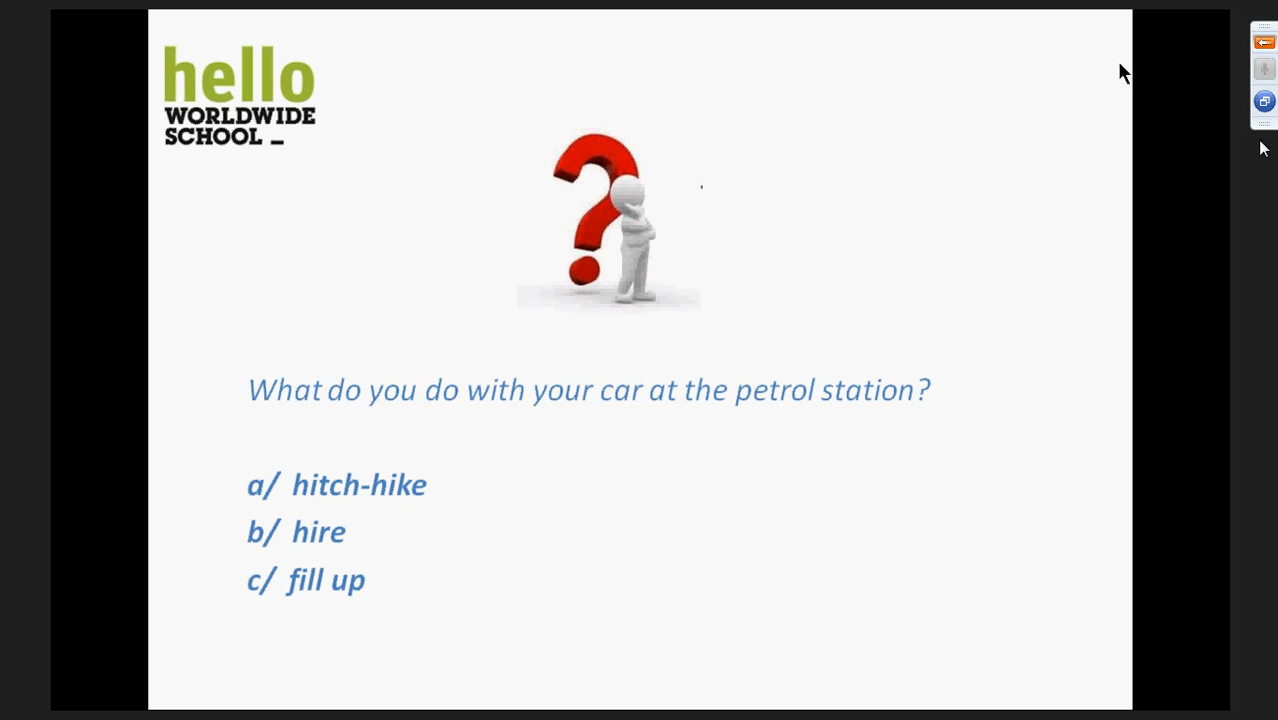 hello
WORLDWIDE
SCHOOL _
What do you do with your car at the petrol station?
a/ hitch-hike
b/ hire
c/ fill up